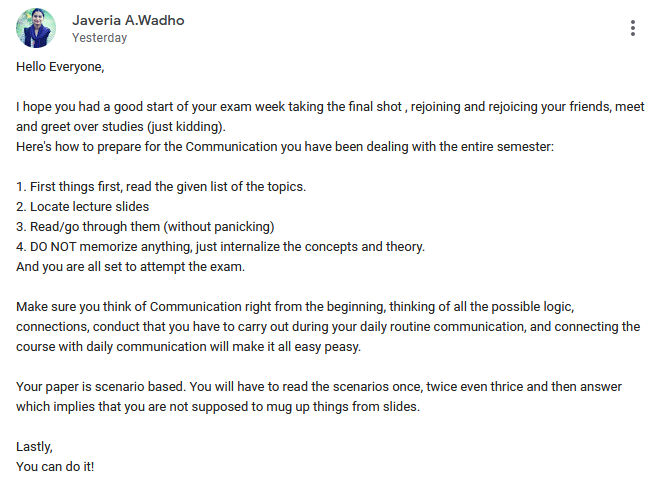 Javeria A.Wadho
Yesterday
Hello Everyone,
I hope you had a good start of your exam week taking the final shot , rejoining and rejoicing your friends, meet
and greet over studies (just kidding).
Here's how to prepare for the Communication you have been dealing with the entire semester:
1. First things first, read the given list of the topics.
2. Locate lecture slides
3. Read/go through them (without panicking)
4. DO NOT memorize anything, just internalize the concepts and theory.
And you are all set to attempt the exam.
Make sure you think of Communication right from the beginning, thinking of all the possible logic,
connections, conduct that you have to carry out during your daily routine communication, and connecting the
course with daily communication will make it all easy peasy.
Your paper is scenario based. You will have to read the scenarios once, twice even thrice and then answer
which implies that you are not supposed to mug up things from slides.
Lastly,
You can do it!